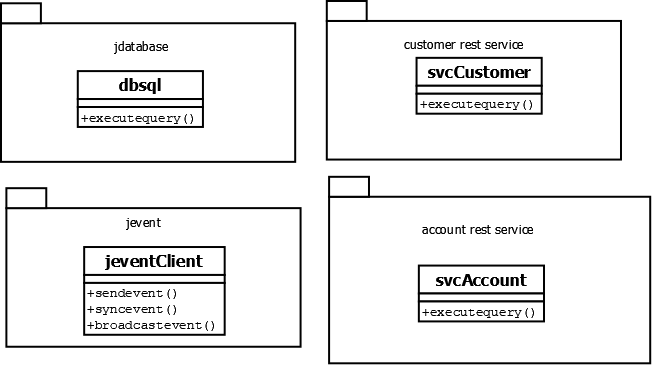 jdatabase
dbsql
+executequery()
customer rest service
svcCustomer
+executequery()
jevent
jeventClient
+sendevent()
+syncevent()
+broadcastevent()
account rest service
svcAccount
+executequery()